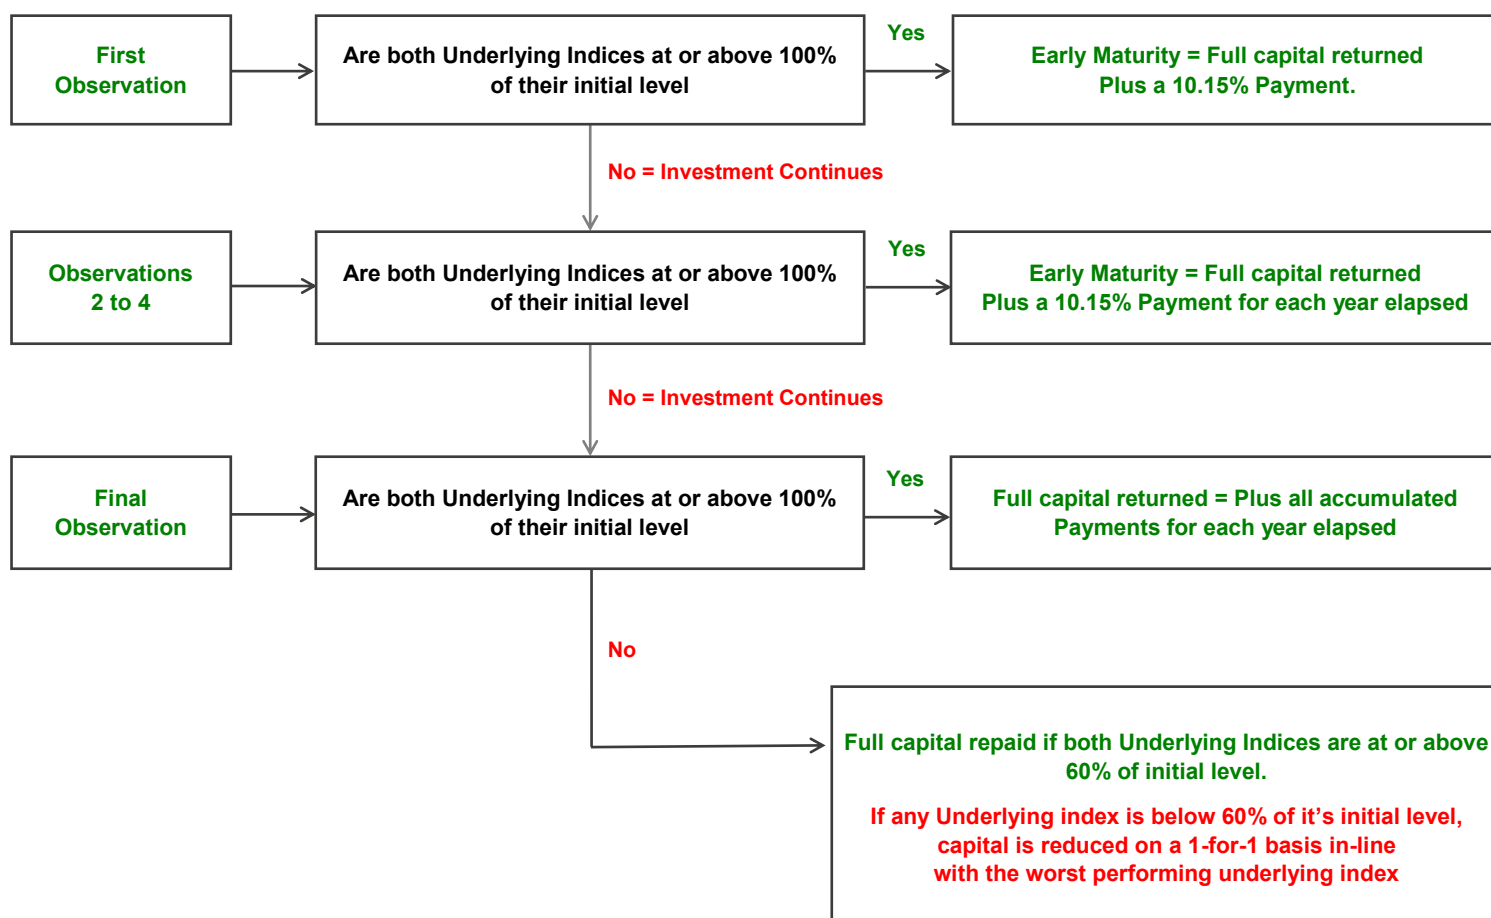 First
Observation
Are both Underlying Indices at or above 100%
of their initial level
Yes
Early Maturity = Full capital returned
Plus a 10.15% Payment.
No = Investment Continues
Observations
2 to 4
Are both Underlying Indices at or above 100%
of their initial level
Yes
Early Maturity = Full capital returned
Plus a 10.15% Payment for each year elapsed
No = Investment Continues
Final
Observation
Are both Underlying Indices at or above 100%
of their initial level
Yes
Full capital returned = Plus all accumulated
Payments for each year elapsed
No
Full capital repaid if both Underlying Indices are at or above
60% of initial level.
If any Underlying index is below 60% of it’s initial level,
capital is reduced on a 1-for-1 basis in-line
with the worst performing underlying index